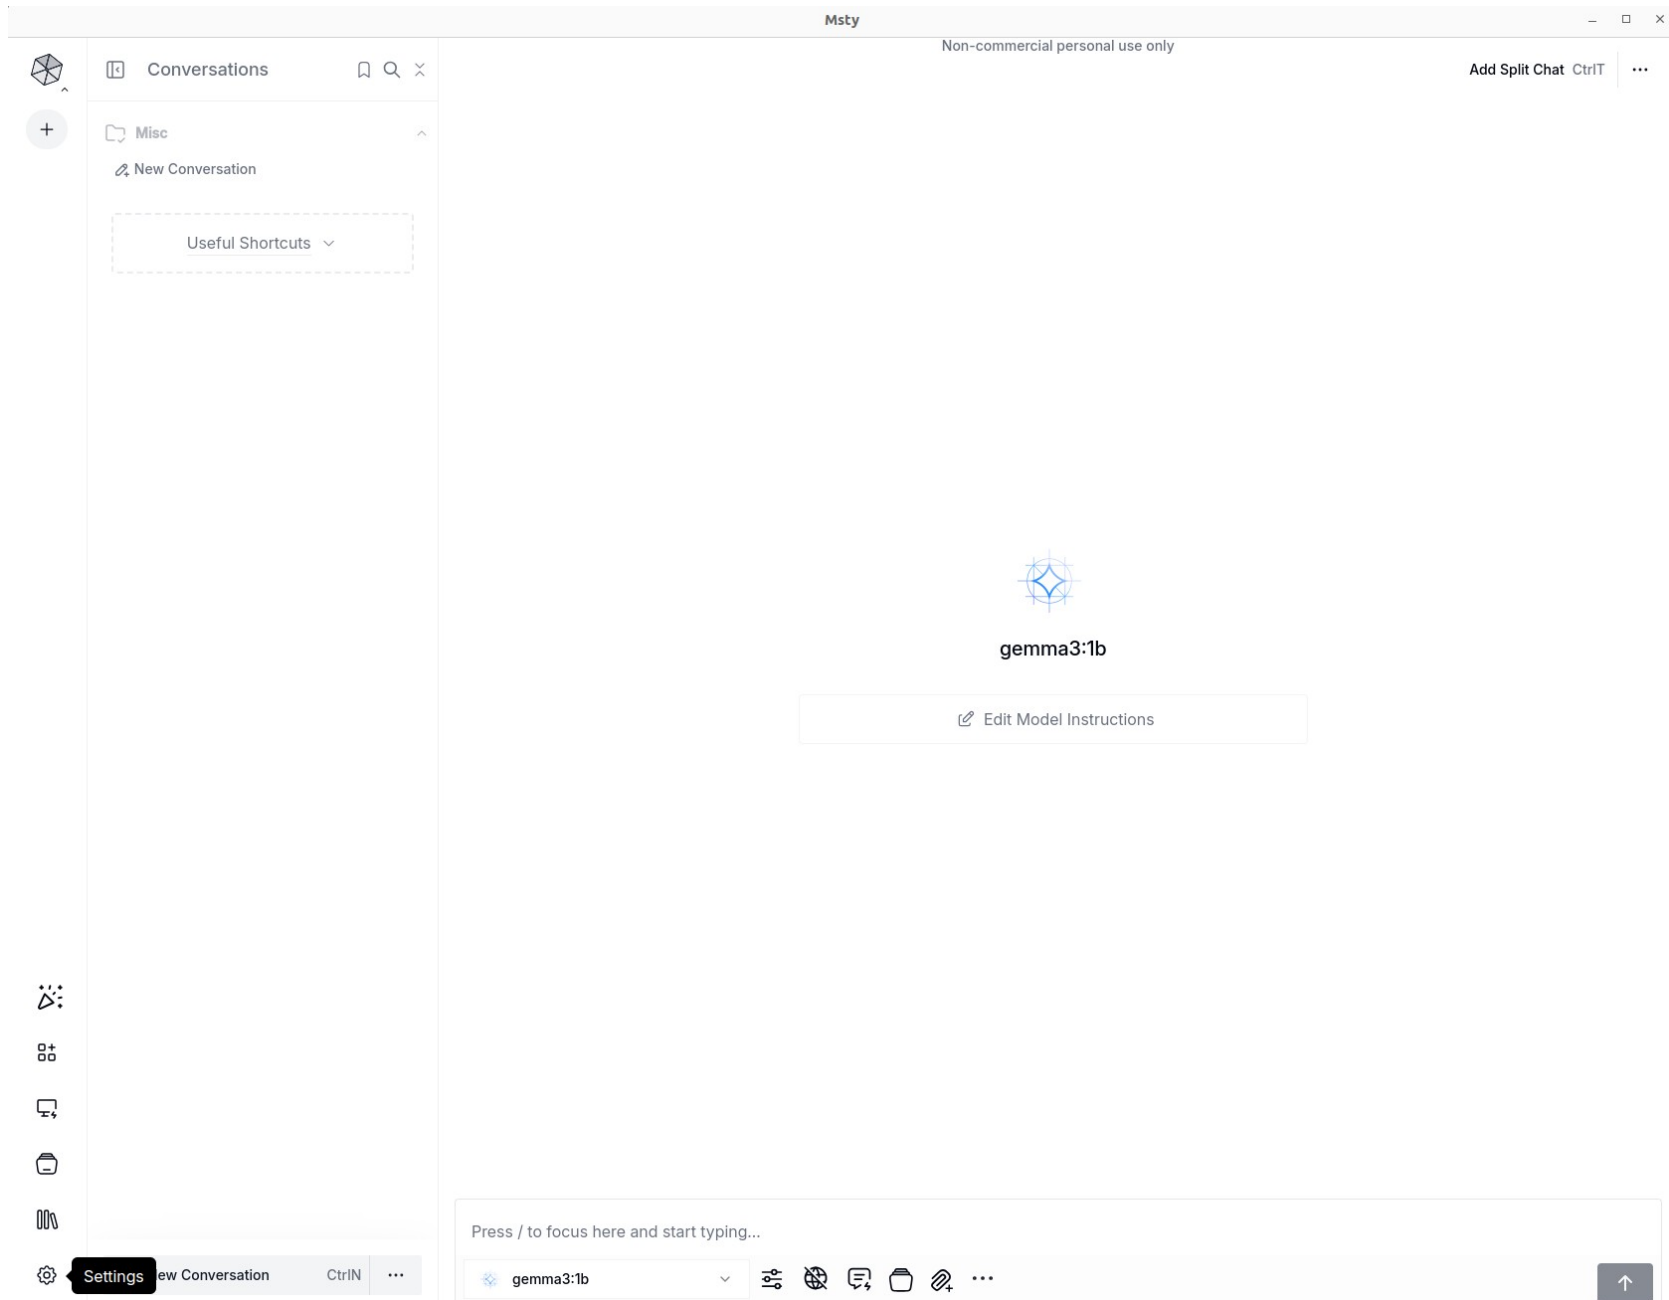 Msty
Non-commercial personal use only
Conversations
Add Split Chat CtrlT
Misc
New Conversation
Useful Shortcuts
gemma3:1b
Edit Model Instructions
Press / to focus here and start typing...
Settings
Conversation CtrlN
gemma3:1b